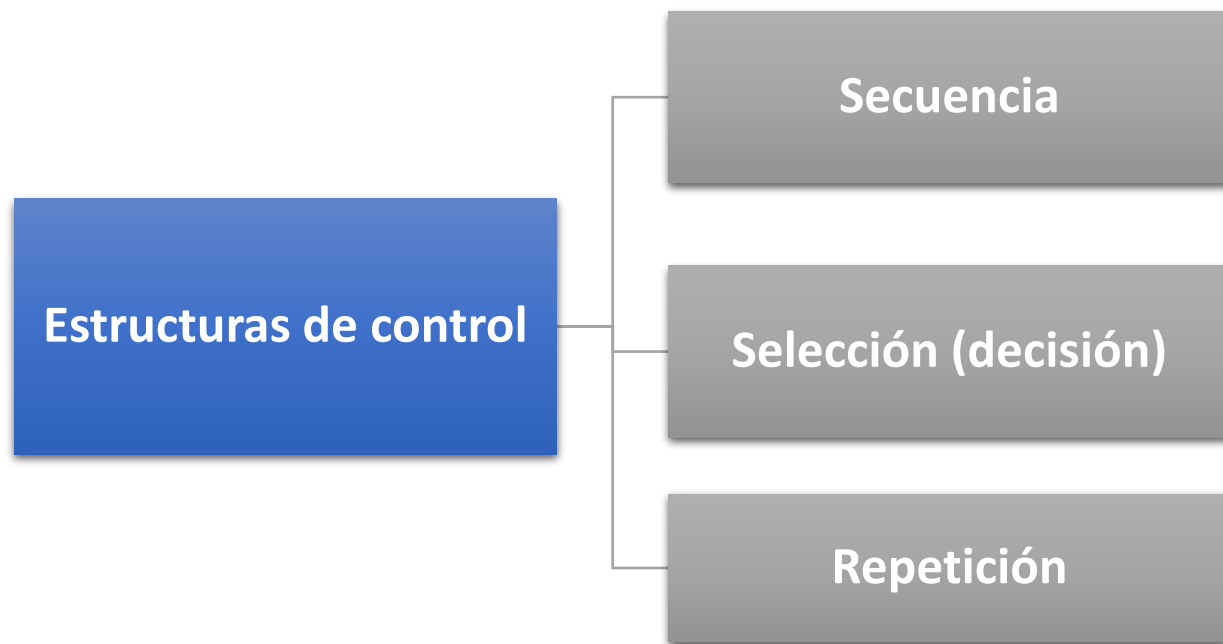 Estructuras de control
Secuencia
Selección (decisión)
Repetición